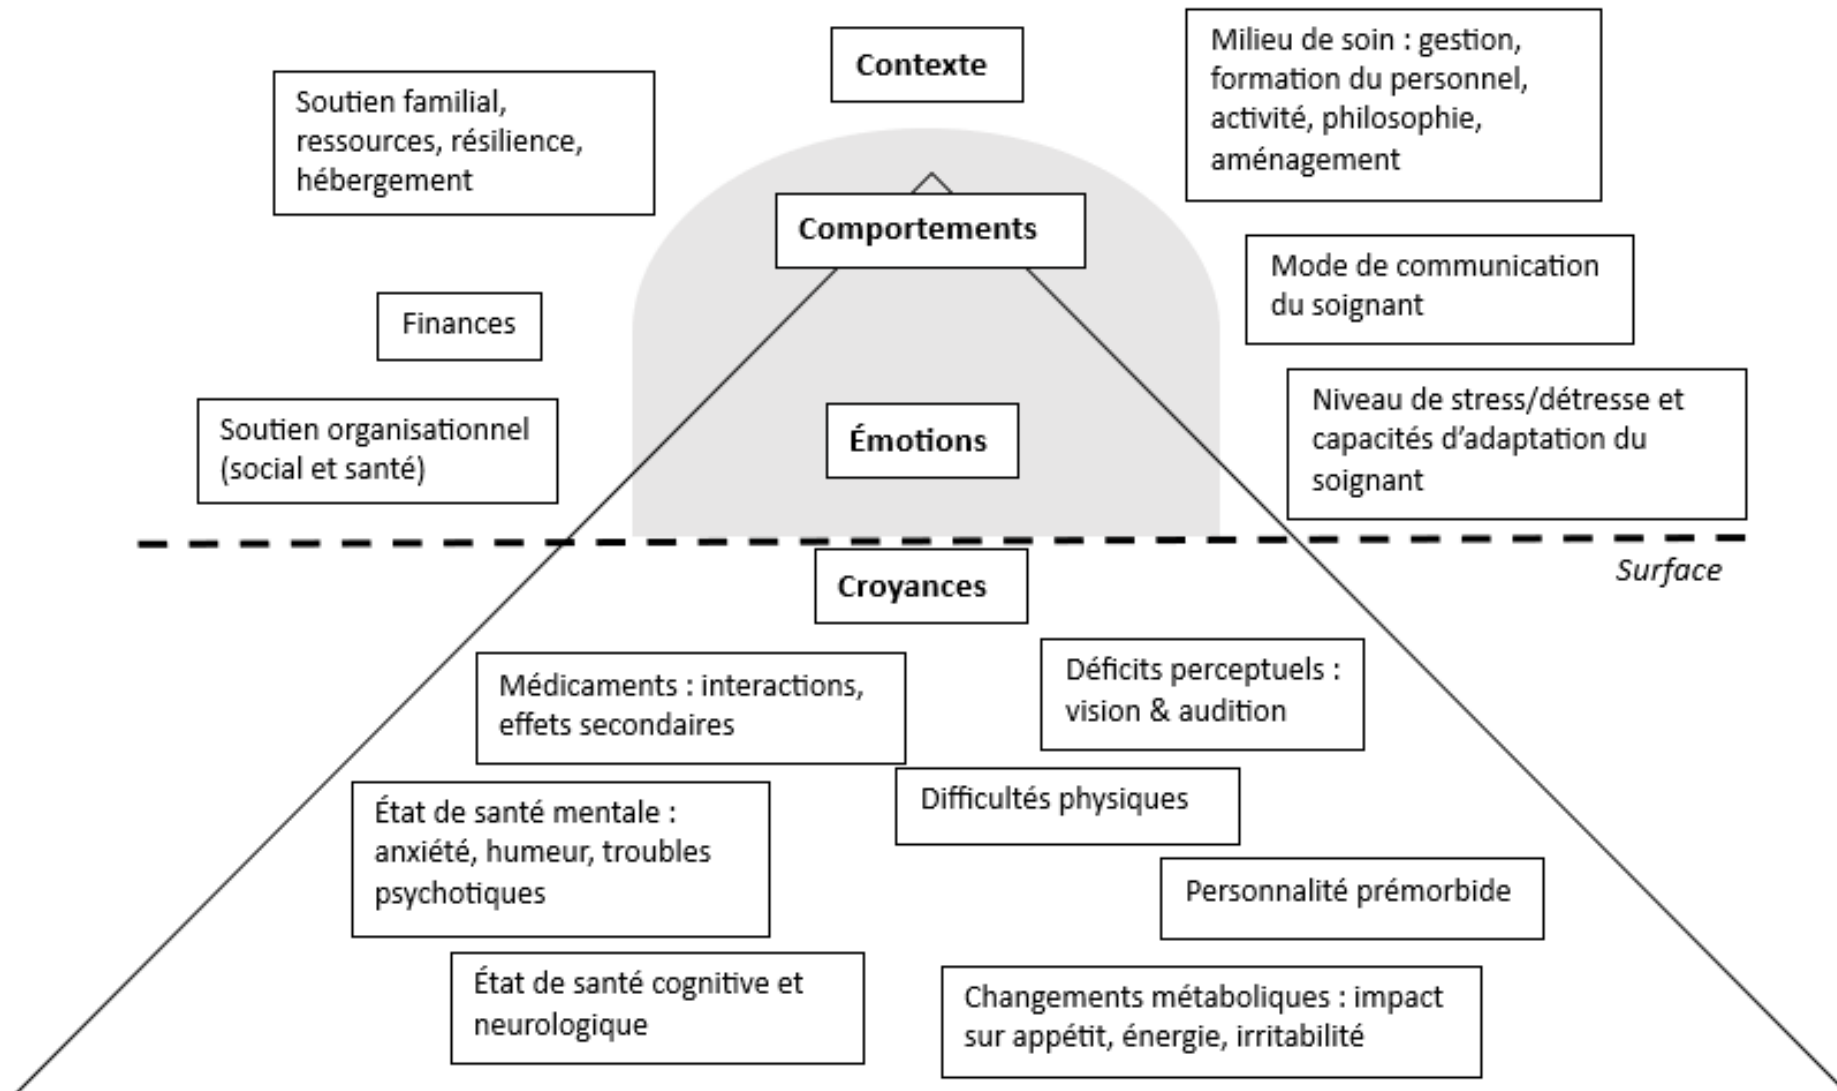 Contexte
Soutien familial,
ressources, résilience,
hébergement
Milieu de soin : gestion,
formation du personnel,
activité, philosophie,
aménagement
Comportements
Finances
Mode de communication
du soignant
Soutien organisationnel
(social et santé)
Émotions
Niveau de stress/détresse et
capacités d’adaptation du
soignant
Surface
Croyances
Médicaments : interactions,
effets secondaires
Déficits perceptuels :
vision & audition
État de santé mentale :
anxiété, humeur, troubles
psychotiques
Difficultés physiques
Personnalité prémorbide
État de santé cognitive et
neurologique
Changements métaboliques : impact
sur appétit, énergie, irritabilité